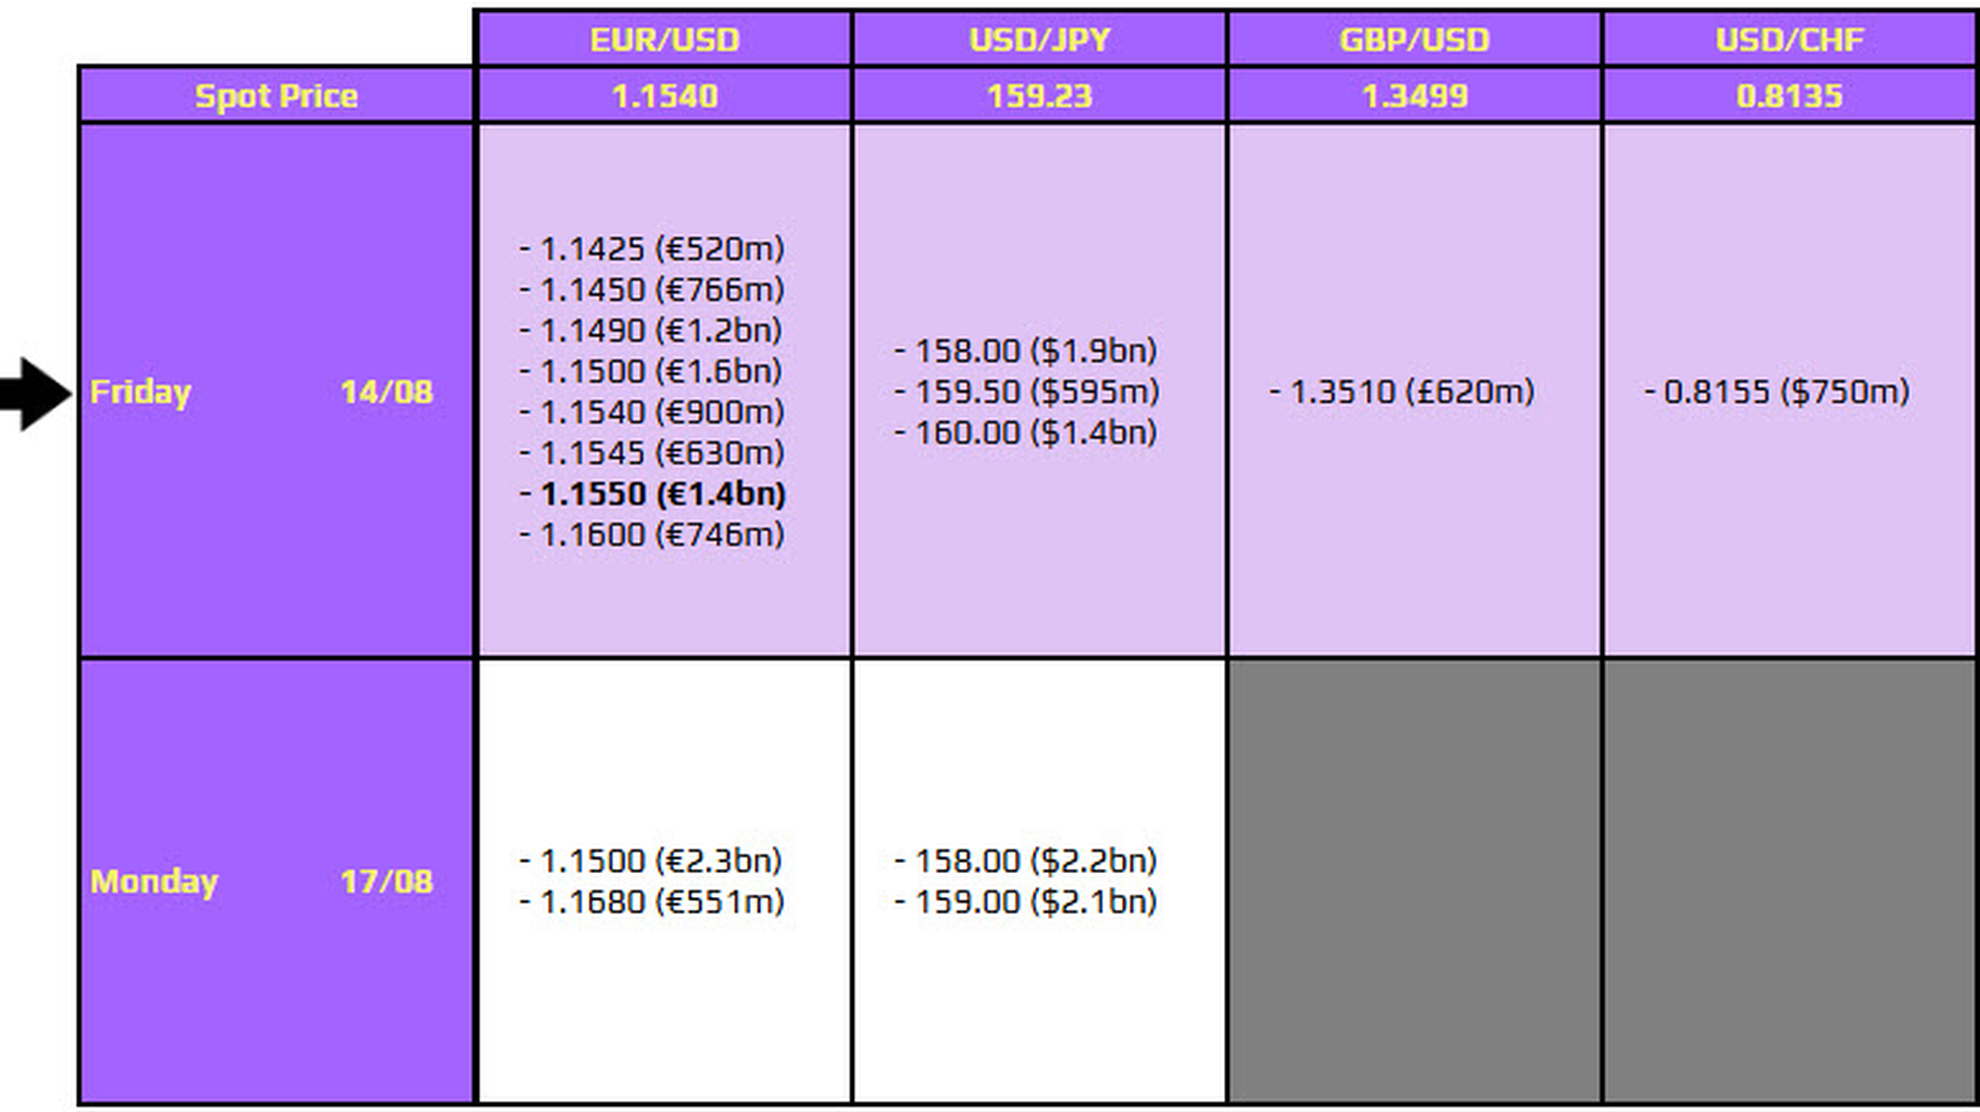 EUR/USD USD/JPY GBP/USD USD/CHF
Spot Price 1.1540 159.23 1.3499 0.8135
Friday 14/08
- 1.1425 (€520m)
- 1.1450 (€766m)
- 1.1490 (€1.2bn)
- 1.1500 (€1.6bn)
- 1.1540 (€900m)
- 1.1545 (€630m)
- 1.1550 (€1.4bn)
- 1.1600 (€746m)
- 158.00 ($1.9bn)
- 159.50 ($595m)
- 160.00 ($1.4bn)
- 1.3510 (£620m)
- 0.8155 ($750m)
Monday 17/08
- 1.1500 (€2.3bn)
- 1.1680 (€551m)
- 158.00 ($2.2bn)
- 159.00 ($2.1bn)